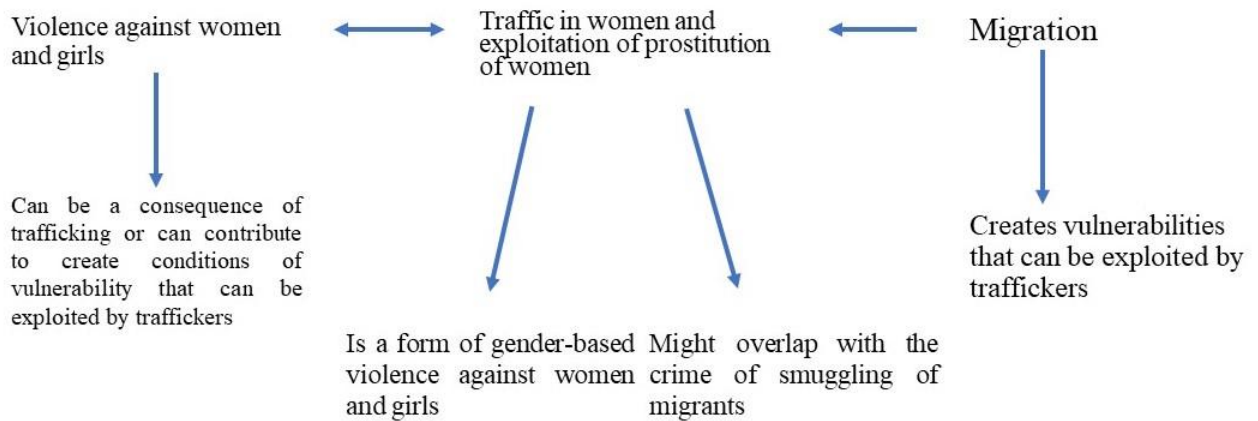 Violence against women
and girls
Traffic in women and
exploitation of prostitution
of women
Migration
Can be a consequence of
trafficking or can contribute
to create conditions of
vulnerability that can be
exploited by traffickers
Creates vulnerabilities
that can be exploited by
traffickers
Is a form of gender-based
violence against women
and girls
Might overlap with the
crime of smuggling of
migrants